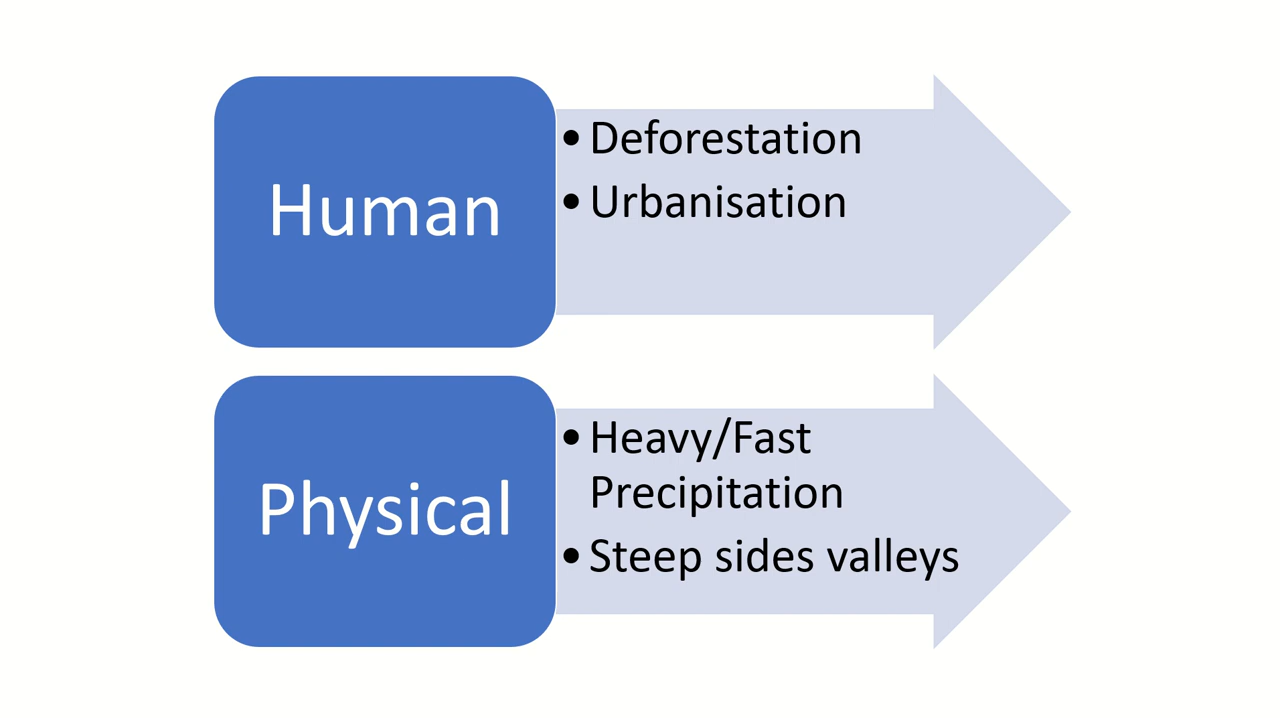 Human
• Deforestation
• Urbanisation
Physical
• Heavy/Fast
Precipitation
• Steep sides valleys